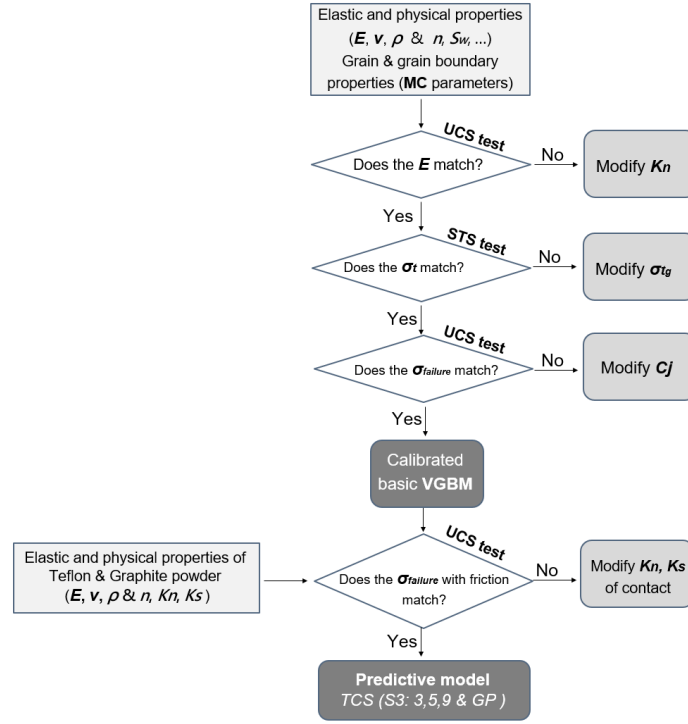 Elastic and physical properties
(E, v, ρ & n, Sw, ...)
Grain & grain boundary
properties (MC parameters)
UCS test
Does the E match?
No
Modify Kn
Yes
STS test
Does the σt match?
No
Modify σtg
Yes
UCS test
Does the σfailure match?
No
Modify Cj
Yes
Calibrated
basic VGBM
UCS test
Elastic and physical properties of
Teflon & Graphite powder
(E, v, ρ & n, Kn, Ks )
Does the σfailure with friction
match?
No
Modify Kn, Ks
of contact
Yes
Predictive model
TCS (S3: 3,5,9 & GP )